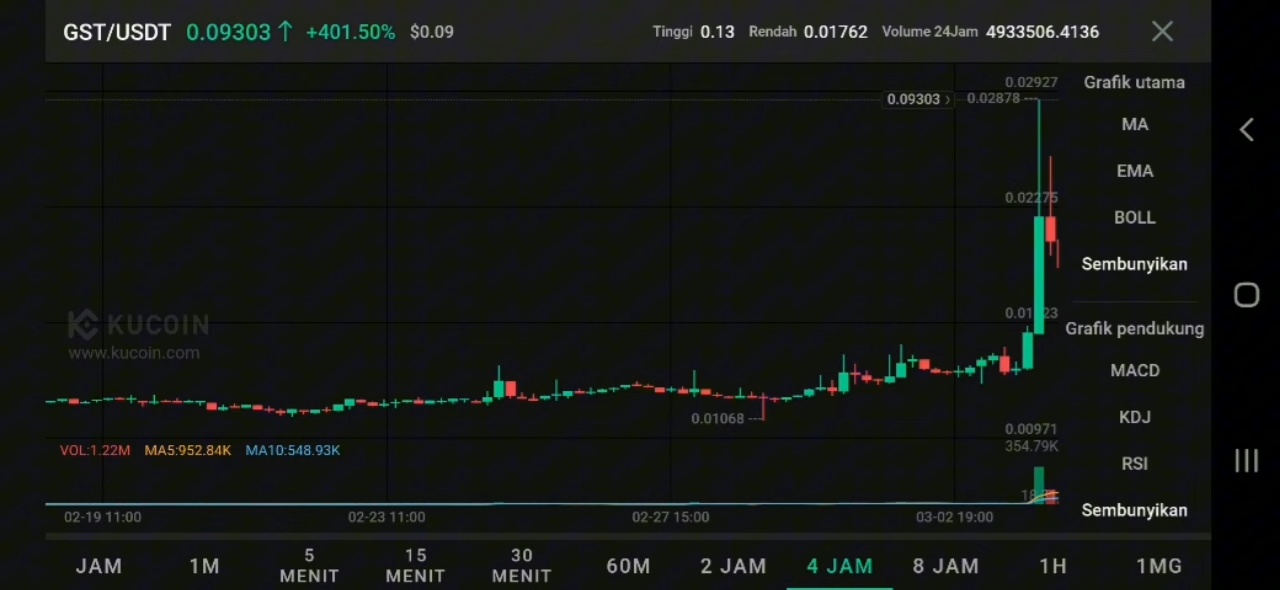 GST/USDT 0.09303↑ +401.50% $0.09 Tinggi 0.13 Rendah 0.01762 Volume 24Jam 4933506.4136
0.02927
0.09303 › 0.02878
0.02275
KUCOIN
www.kucoin.com
0.01068
0.00971
VOL:1.22M MA5:952.84K MA10:548.93K
354.79K
02-19 11:00 02-23 11:00 02-27 15:00 03-02 19:00
Grafik utama
MA
EMA
BOLL
Sembunyikan
Grafik pendukung
MACD
KDJ
RSI
Sembunyikan
JAM 1M 5 MENIT 15 MENIT 30 MENIT 60M 2 JAM 4 JAM 8 JAM 1H 1MG